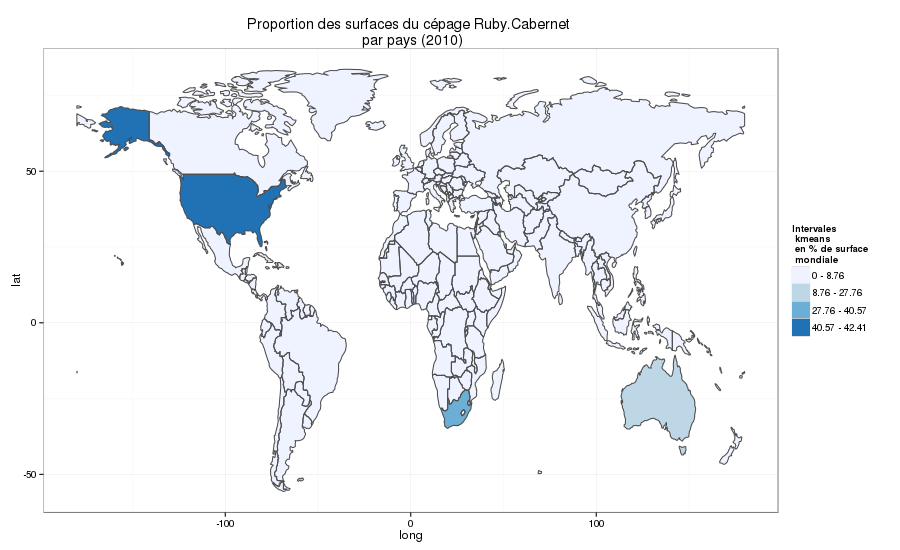 Proportion des surfaces du cépage Ruby.Cabernet
par pays (2010)
50
0
-50
lat
-100
0
100
long
Intervales
kmeans
en % de surface
mondiale
0 - 8.76
8.76 - 27.76
27.76 - 40.57
40.57 - 42.41